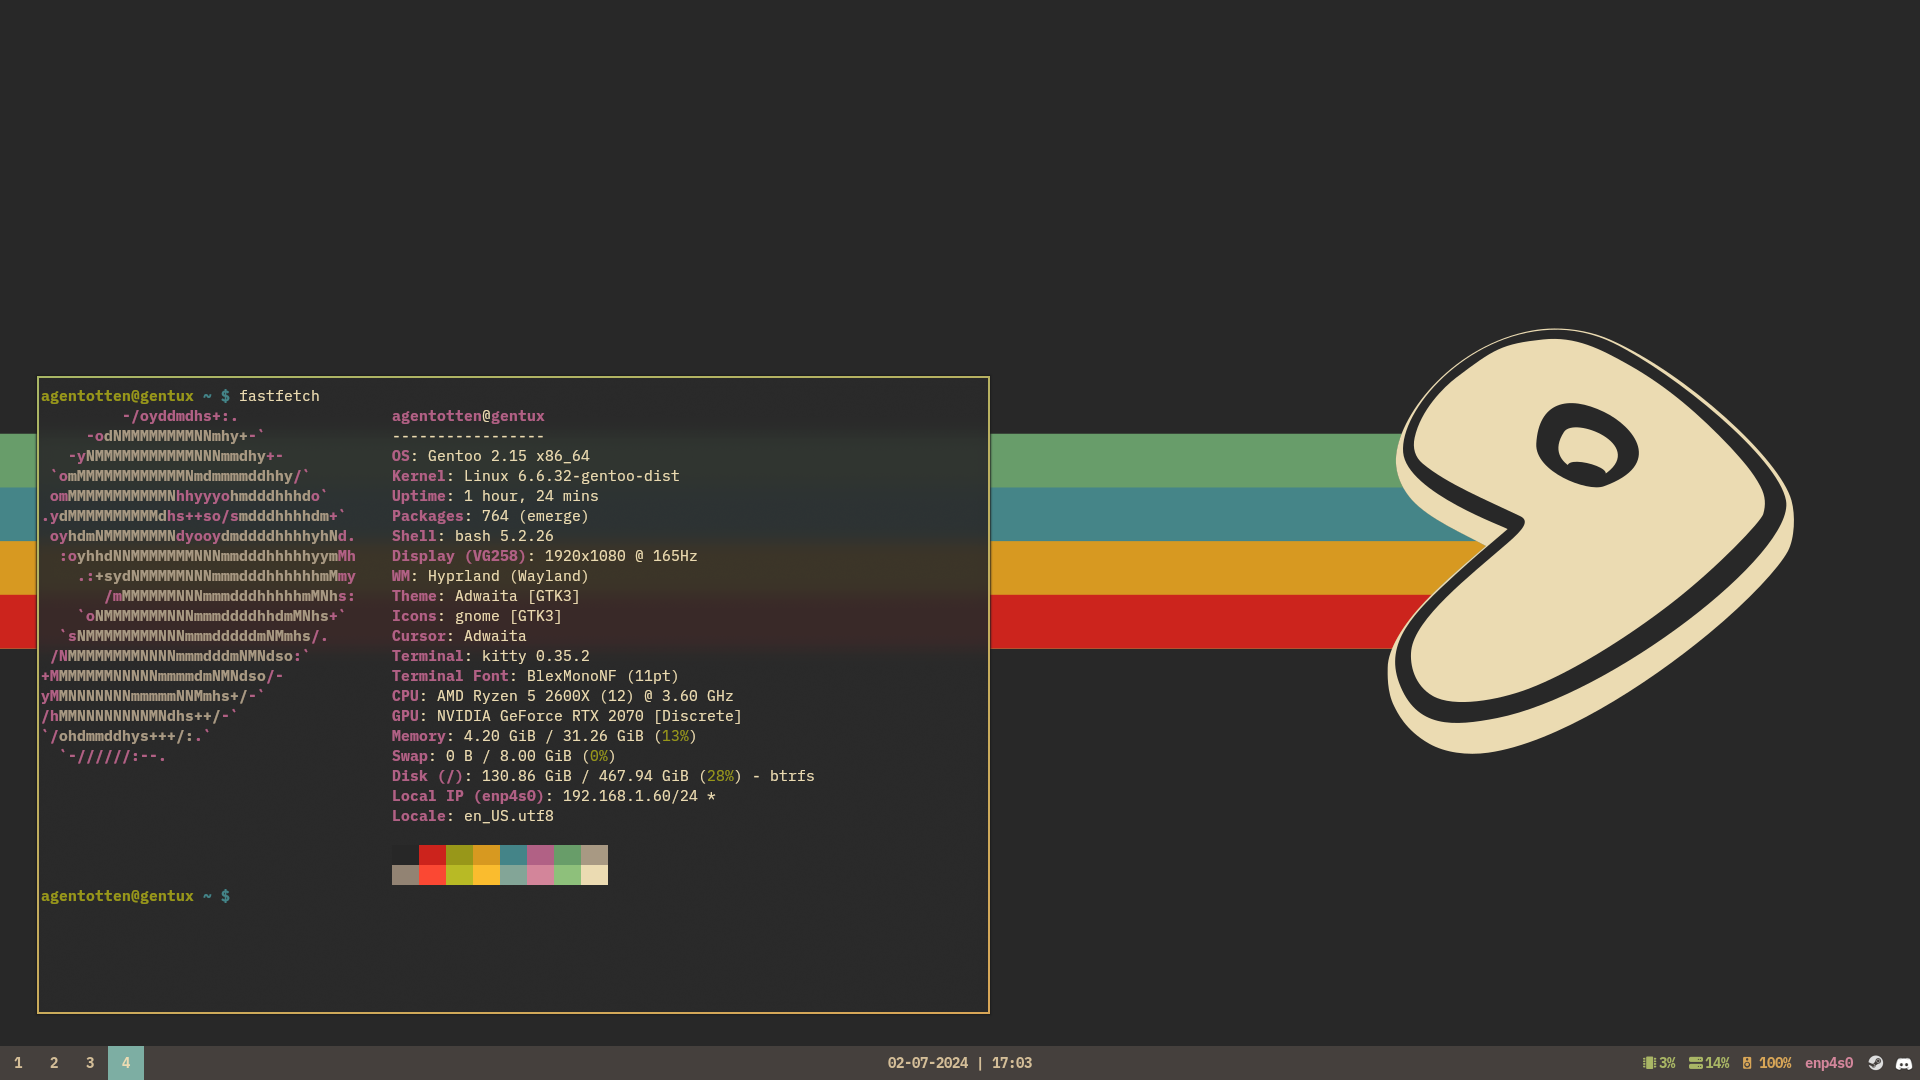 agentotten@gentux ~ $ fastfetch
-/oyddmdhs+:. agentotten@gentux
-odNMMMMMMMMNNmhy+-` -----------------
-yNMMMMMMMMMMMNNNmmdhy+- OS: Gentoo 2.15 x86_64
`omMMMMMMMMMMMMNmdmmmmddhhy/` Kernel: Linux 6.6.32-gentoo-dist
omMMMMMMMMMMMNhhyyyohmdddhhhdo` Uptime: 1 hour, 24 mins
.ydMMMMMMMMMMdhs++so/smdddhhhhdm+` Packages: 764 (emerge)
oyhdmNMMMMMMMNdyooydmddddhhhhyhNd. Shell: bash 5.2.26
:oyhhdNNMMMMMMMNNNmmdddhhhhhyymMh Display (VG258): 1920x1080 @ 165Hz
.:+sydNMMMMMNNNmmmdddhhhhhhmMmy WM: Hyprland (Wayland)
/mMMMMMMNNNmmmdddhhhhhmMNhs: Theme: Adwaita [GTK3]
`oNMMMMMMMNNNmmmddddhhdmMNhs+` Icons: gnome [GTK3]
`sNMMMMMMMMNNNmmmdddddmNMmhs/. Cursor: Adwaita
/NMMMMMMMMNNNNmmmdddmNMNdso:` Terminal: kitty 0.35.2
+MMMMMMMNNNNNmmmmdmNMNdso/- Terminal Font: BlexMonoNF (11pt)
yMMNNNNNNNmmmmmNNMmhs+/-` CPU: AMD Ryzen 5 2600X (12) @ 3.60 GHz
/hMMNNNNNNNNMNdhs++/-` GPU: NVIDIA GeForce RTX 2070 [Discrete]
`/ohdmmddhys+++/:.` Memory: 4.20 GiB / 31.26 GiB (13%)
`-//////:--. Swap: 0 B / 8.00 GiB (0%)
Disk (/): 130.86 GiB / 467.94 GiB (28%) - btrfs
Local IP (enp4s0): 192.168.1.60/24 *
Locale: en_US.utf8
agentotten@gentux ~ $
1 2 3 4 02-07-2024 | 17:03 3% 14% 100% enp4s0